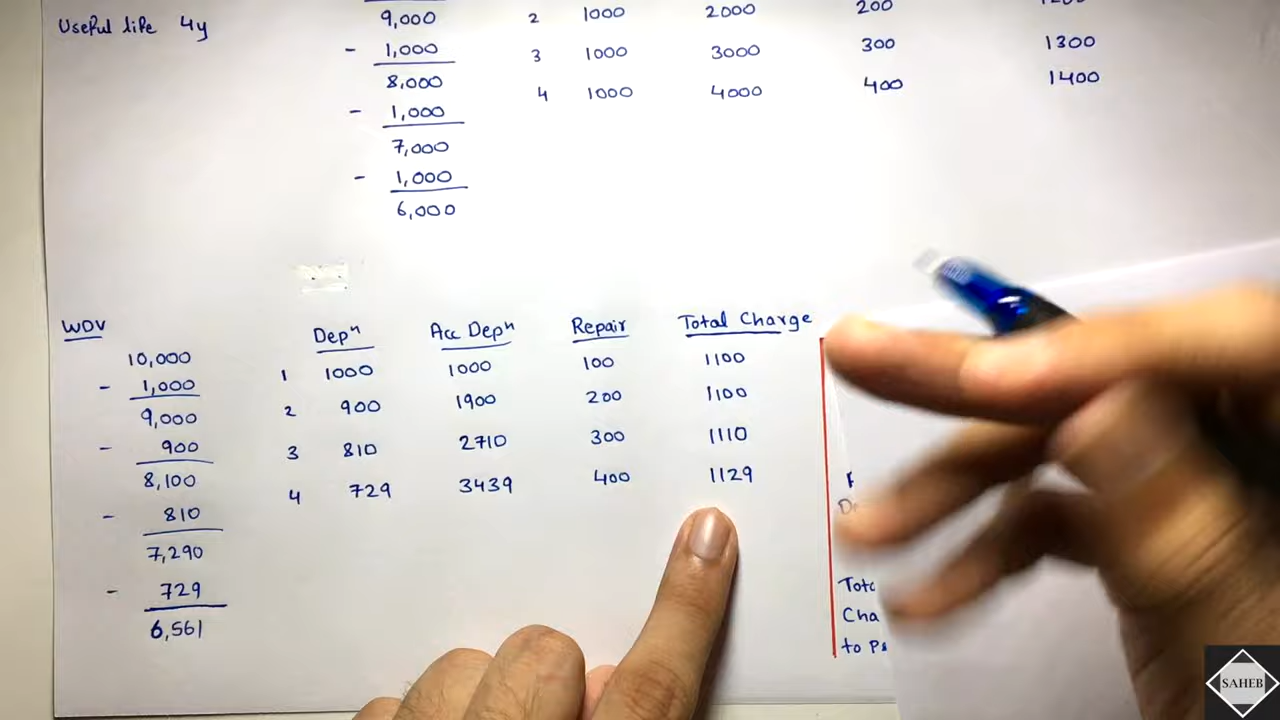 Useful life 4y
9,000
- 1,000
8,000
- 1,000
7,000
- 1,000
6,000
2 1000 2000 200
3 1000 3000 300 1300
4 1000 4000 400 1400
WDV
10,000
- 1,000
9,000
- 900
8,100
- 810
7,290
- 729
6,561
Depⁿ Acc Depⁿ Repair Total Charge
1 1000 1000 100 1100
2 900 1900 200 1100
3 810 2710 300 1110
4 729 3439 400 1129
to
SAHEB